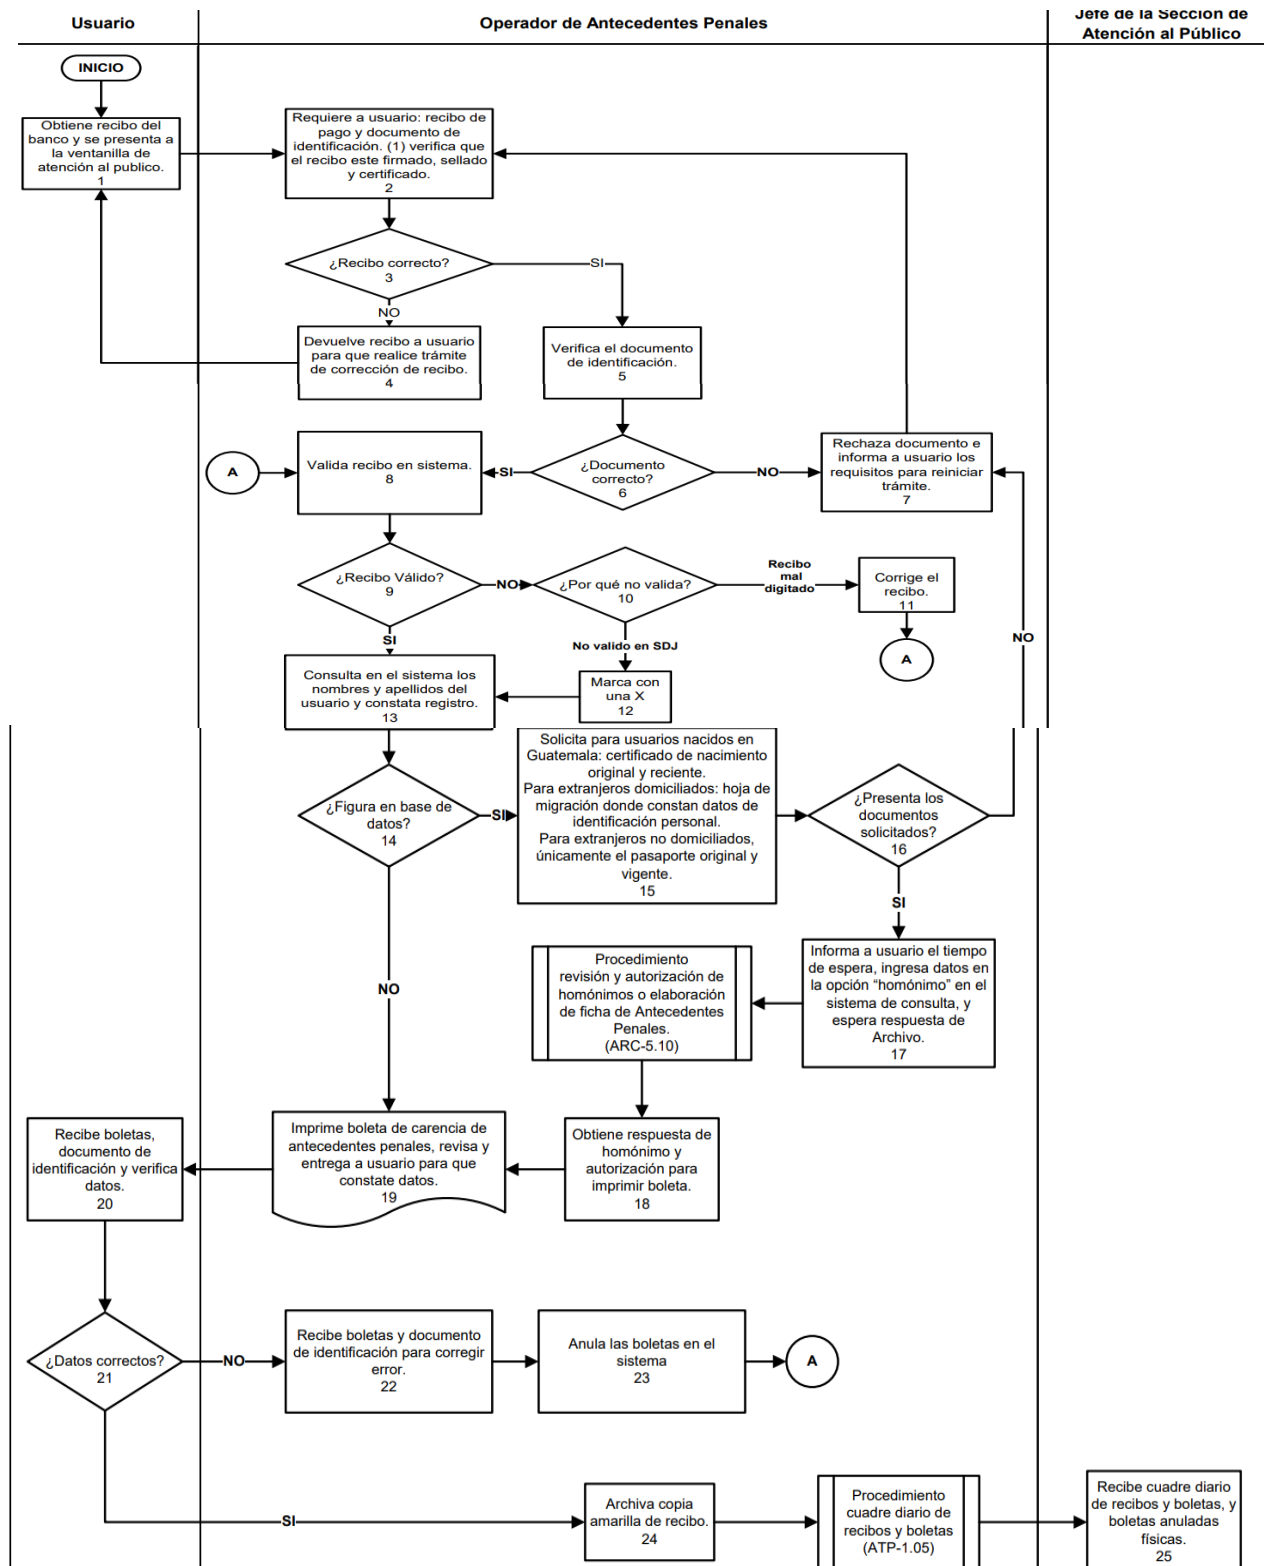 Usuario
Operador de Antecedentes Penales
Jefe de la Sección de
Atención al Público
INICIO
Obtiene recibo del
banco y se presenta a
la ventanilla de
atención al publico.
1
Requiere a usuario: recibo de
pago y documento de
identificación. (1) verifica que
el recibo este firmado, sellado
y certificado.
2
¿Recibo correcto?
3
SI
NO
Devuelve recibo a usuario
para que realice trámite
de corrección de recibo.
4
Verifica el documento
de identificación.
5
A
Valida recibo en sistema.
8
SI
¿Documento
correcto?
6
NO
Rechaza documento e
informa a usuario los
requisitos para reiniciar
trámite.
7
¿Recibo Válido?
9
NO
¿Por qué no valida?
10
Recibo
mal
digitado
Corrige el
recibo.
11
SI
No valido en SDJ
A
NO
Consulta en el sistema los
nombres y apellidos del
usuario y constata registro.
13
Marca con
una X
12
¿Figura en base de
datos?
14
SI
Solicita para usuarios nacidos en
Guatemala: certificado de nacimiento
original y reciente.
Para extranjeros domiciliados: hoja de
migración donde constan datos de
identificación personal.
Para extranjeros no domiciliados,
únicamente el pasaporte original y
vigente.
15
¿Presenta los
documentos
solicitados?
16
SI
NO
Procedimiento
revisión y autorización de
homónimos o elaboración
de ficha de Antecedentes
Penales.
(ARC-5.10)
Informa a usuario el tiempo
de espera, ingresa datos en
la opción “homónimo” en el
sistema de consulta, y
espera respuesta de
Archivo.
17
Recibe boletas,
documento de
identificación y verifica
datos.
20
Imprime boleta de carencia de
antecedentes penales, revisa y
entrega a usuario para que
constate datos.
19
Obtiene respuesta de
homónimo y
autorización para
imprimir boleta.
18
¿Datos correctos?
21
NO
Recibe boletas y documento
de identificación para corregir
error.
22
Anula las boletas en el
sistema
23
A
SI
Archiva copia
amarilla de recibo.
24
Procedimiento
cuadre diario de
recibos y boletas
(ATP-1.05)
Recibe cuadre diario
de recibos y boletas, y
boletas anuladas
físicas.
25